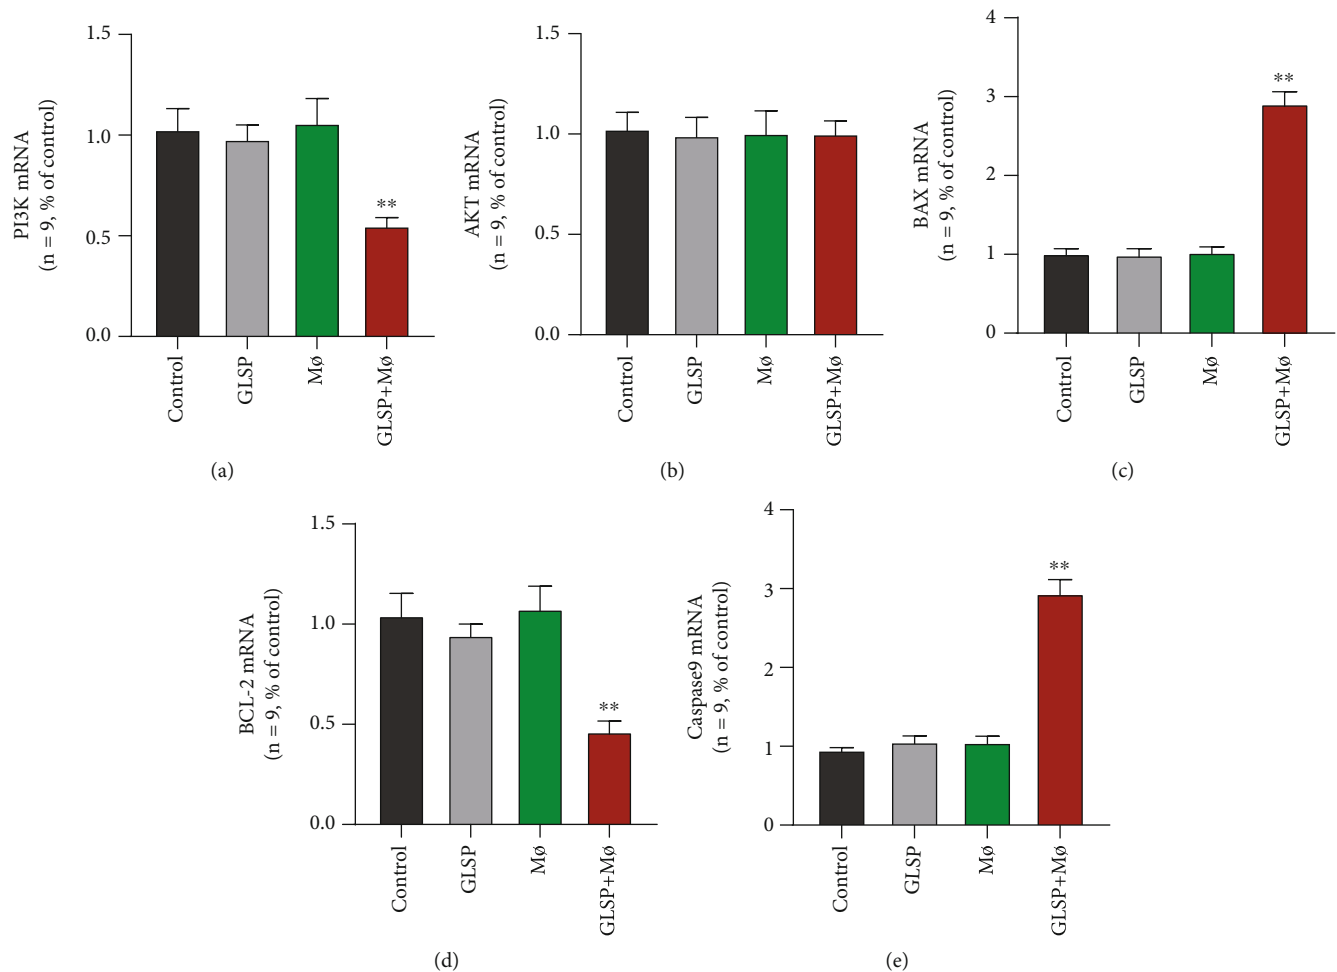 PI3K mRNA
(n = 9, % of control)
1.5
1.0
0.5
0.0
**
Control
GLSP
Mø
GLSP+Mø
(a)
AKT mRNA
(n = 9, % of control)
1.5
1.0
0.5
0.0
Control
GLSP
Mø
GLSP+Mø
(b)
BAX mRNA
(n = 9, % of control)
4
3
2
1
0
**
Control
GLSP
Mø
GLSP+Mø
(c)
BCL-2 mRNA
(n = 9, % of control)
1.5
1.0
0.5
0.0
**
Control
GLSP
Mø
GLSP+Mø
(d)
Caspase9 mRNA
(n = 9, % of control)
4
3
2
1
0
**
Control
GLSP
Mø
GLSP+Mø
(e)